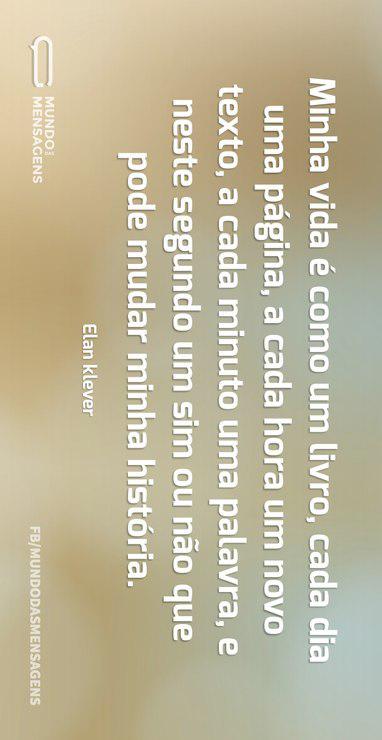 Minha vida é como um livro, cada dia
uma página, a cada hora um novo
texto, a cada minuto uma palavra, e
neste segundo um sim ou não que
pode mudar minha história.
Elan klever
MUNDO
DAS
MENSAGENS
FB/MUNDODASMENSAGENS